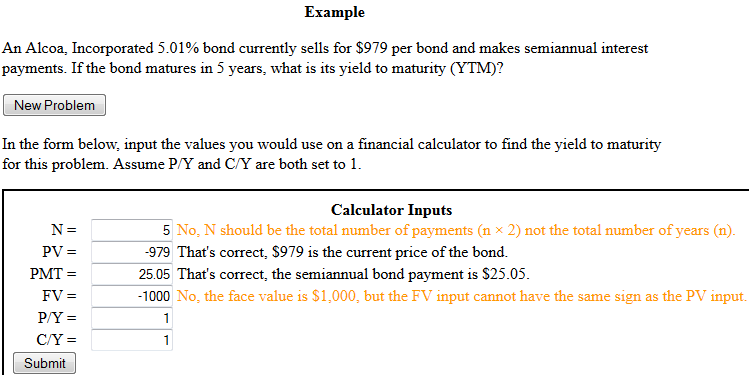 Example
An Alcoa, Incorporated 5.01% bond currently sells for $979 per bond and makes semiannual interest
payments. If the bond matures in 5 years, what is its yield to maturity (YTM)?
New Problem
In the form below, input the values you would use on a financial calculator to find the yield to maturity
for this problem. Assume P/Y and C/Y are both set to 1.
Calculator Inputs
N = 5 No, N should be the total number of payments (n × 2) not the total number of years (n).
PV = -979 That's correct, $979 is the current price of the bond.
PMT = 25.05 That's correct, the semiannual bond payment is $25.05.
FV = -1000 No, the face value is $1,000, but the FV input cannot have the same sign as the PV input.
P/Y = 1
C/Y = 1
Submit